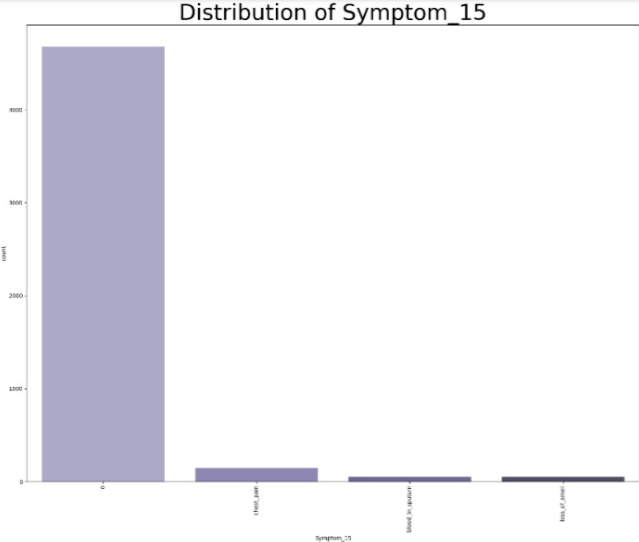 Distribution of Symptom_15
4000
3000
2000
1000
0
count
0
chest_pain
blood_in_sputum
loss_of_smell
Symptom_15